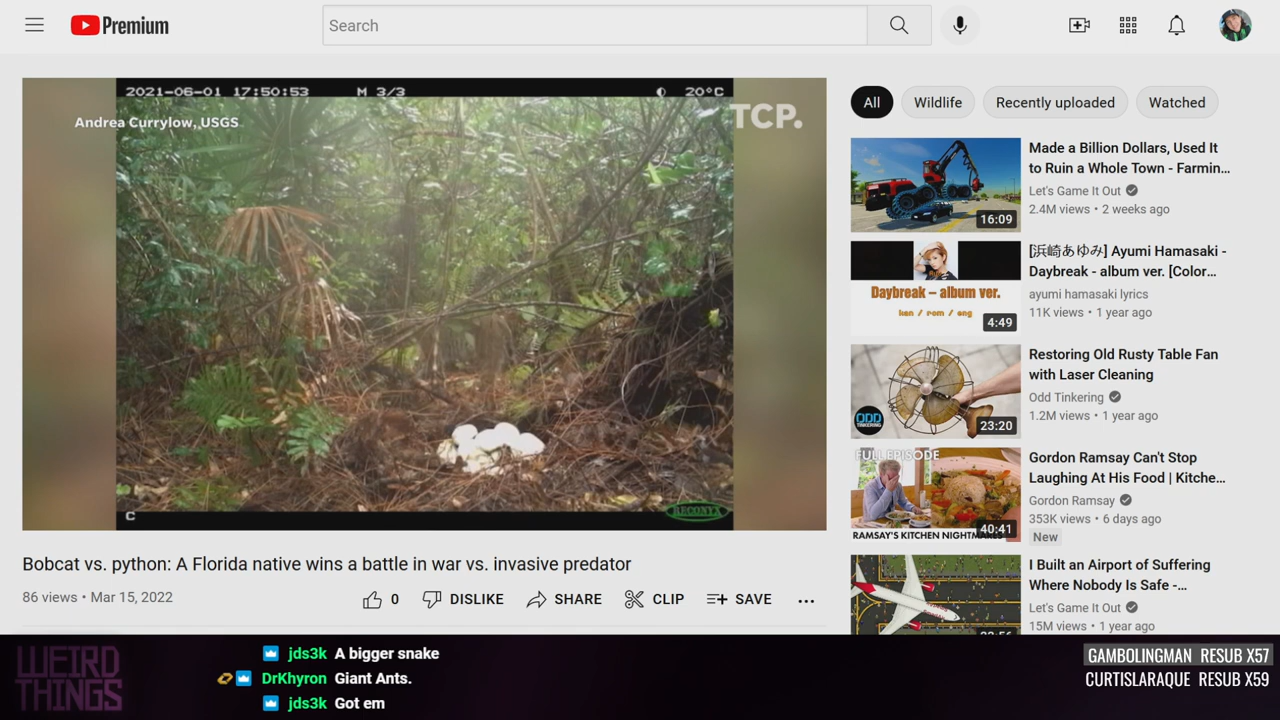 Premium
Search
2021-06-01 17:50:53 M 3/3 20°C
Andrea Currylow, USGS
TCP.
C
RECONYX
Bobcat vs. python: A Florida native wins a battle in war vs. invasive predator
86 views • Mar 15, 2022
0 DISLIKE SHARE CLIP SAVE
All Wildlife Recently uploaded Watched
16:09
Made a Billion Dollars, Used It
to Ruin a Whole Town - Farmin...
Let's Game It Out
2.4M views • 2 weeks ago
Daybreak – album ver.
kan / rom / eng
4:49
[浜崎あゆみ] Ayumi Hamasaki -
Daybreak - album ver. [Color...
ayumi hamasaki lyrics
11K views • 1 year ago
ODD
TINKERING
23:20
Restoring Old Rusty Table Fan
with Laser Cleaning
Odd Tinkering
1.2M views • 1 year ago
FULL EPISODE
40:41
RAMSAY'S KITCHEN NIGHTMARES
Gordon Ramsay Can't Stop
Laughing At His Food | Kitche...
Gordon Ramsay
353K views • 6 days ago
New
I Built an Airport of Suffering
Where Nobody Is Safe -...
Let's Game It Out
15M views • 1 year ago
WEIRD
THINGS
jds3k A bigger snake
DrKhyron Giant Ants.
jds3k Got em
GAMBOLINGMAN RESUB X57
CURTISLARAQUE RESUB X59